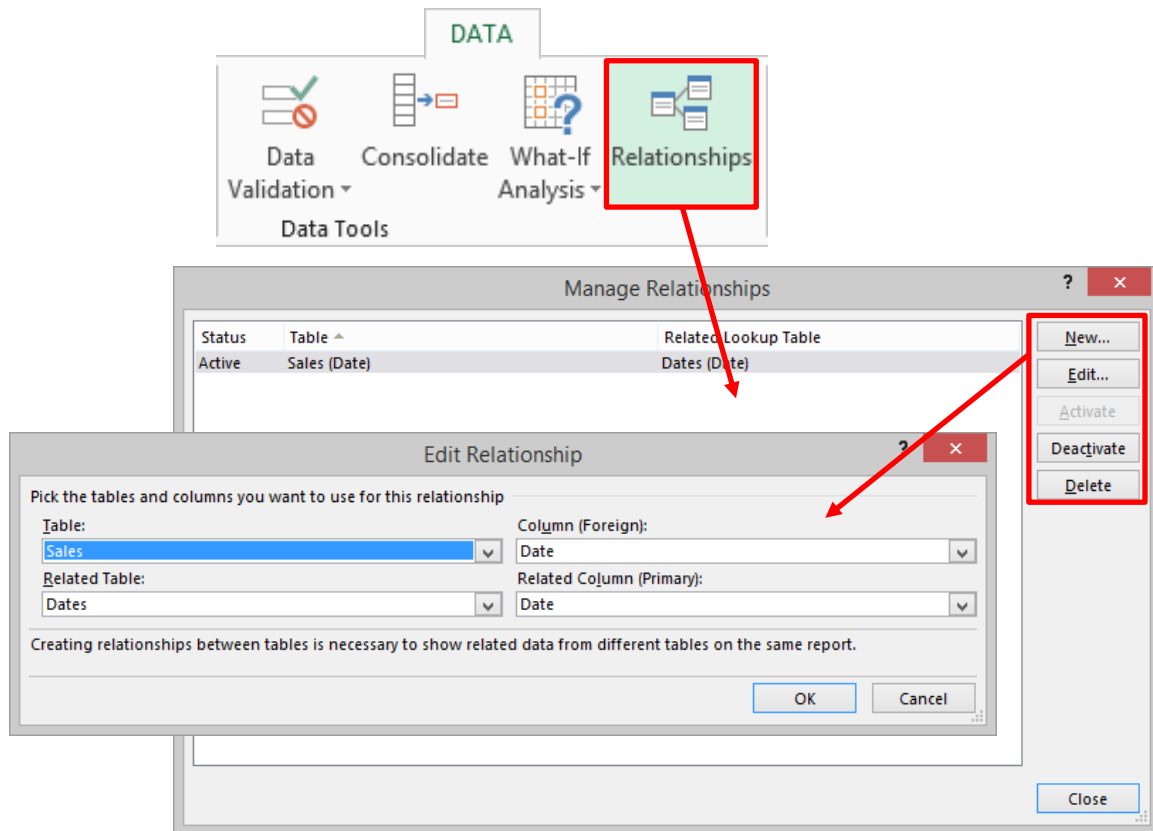 DATA
Data Validation
Consolidate
What-If Analysis
Relationships
Data Tools
Manage Relationships
?
Status Table Related Lookup Table
Active Sales (Date) Dates (Date)
New...
Edit...
Activate
Deactivate
Delete
Edit Relationship
?
Pick the tables and columns you want to use for this relationship
Table: Column (Foreign):
Sales Date
Related Table: Related Column (Primary):
Dates Date
Creating relationships between tables is necessary to show related data from different tables on the same report.
OK Cancel
Close